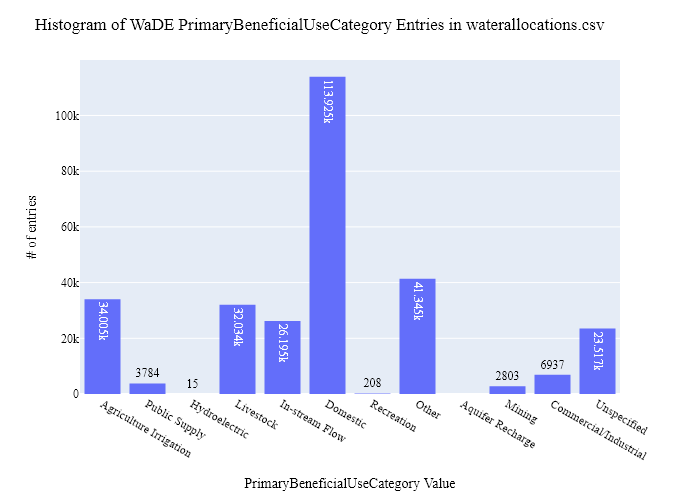 Histogram of WaDE PrimaryBeneficialUseCategory Entries in waterallocations.csv
# of entries
100k
80k
60k
40k
20k
0
34.005k
3784
15
32.034k
26.195k
113.925k
208
41.345k
2803
6937
23.517k
Agriculture Irrigation
Public Supply
Hydroelectric
Livestock
In-stream Flow
Domestic
Recreation
Other
Aquifer Recharge
Mining
Commercial/Industrial
Unspecified
PrimaryBeneficialUseCategory Value